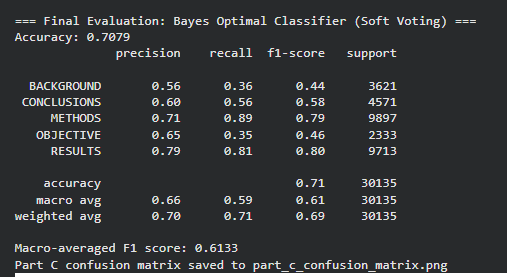 === Final Evaluation: Bayes Optimal Classifier (Soft Voting) ===
Accuracy: 0.7079
precision recall f1-score support
BACKGROUND 0.56 0.36 0.44 3621
CONCLUSIONS 0.60 0.56 0.58 4571
METHODS 0.71 0.89 0.79 9897
OBJECTIVE 0.65 0.35 0.46 2333
RESULTS 0.79 0.81 0.80 9713
accuracy 0.71 30135
macro avg 0.66 0.59 0.61 30135
weighted avg 0.70 0.71 0.69 30135
Macro-averaged F1 score: 0.6133
Part C confusion matrix saved to part_c_confusion_matrix.png